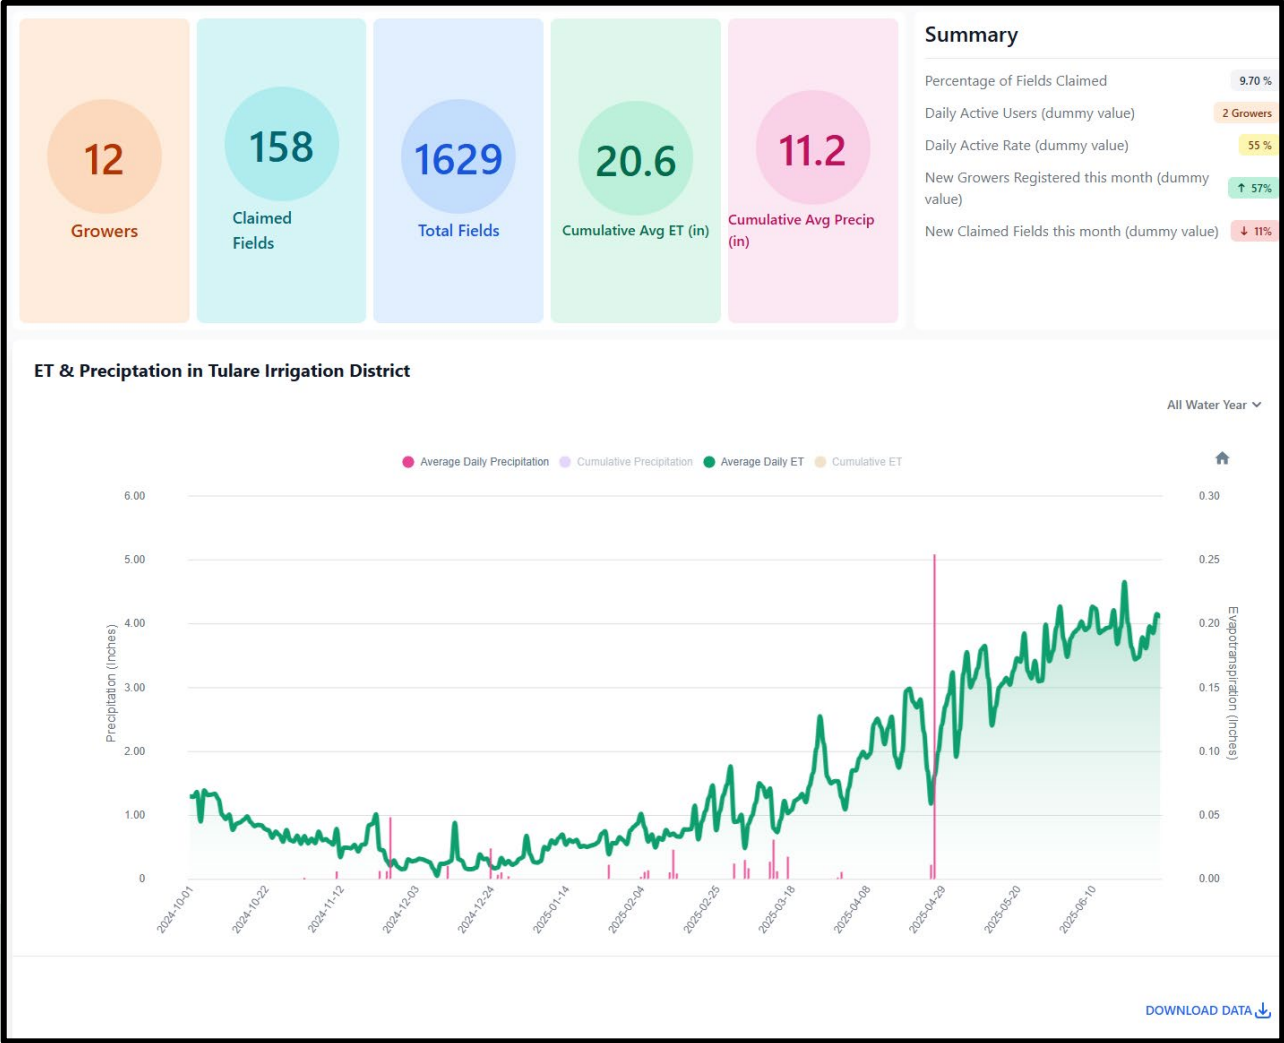 12
Growers
158
Claimed
Fields
1629
Total Fields
20.6
Cumulative Avg ET (in)
11.2
Cumulative Avg Precip
(in)
Summary
Percentage of Fields Claimed 9.70 %
Daily Active Users (dummy value) 2 Growers
Daily Active Rate (dummy value) 55 %
New Growers Registered this month (dummy
value) ↑ 57%
New Claimed Fields this month (dummy value) ↓ 11%
ET & Preciptation in Tulare Irrigation District
All Water Year
Average Daily Precipitation Cumulative Precipitation Average Daily ET Cumulative ET
6.00
5.00
4.00
3.00
2.00
1.00
0
Precipitation (Inches)
0.30
0.25
0.20
0.15
0.10
0.05
0.00
Evapotranspiration (Inches)
2024-10-01
2024-10-22
2024-11-12
2024-12-03
2024-12-24
2025-01-14
2025-02-04
2025-02-25
2025-03-18
2025-04-08
2025-04-29
2025-05-20
2025-06-10
DOWNLOAD DATA